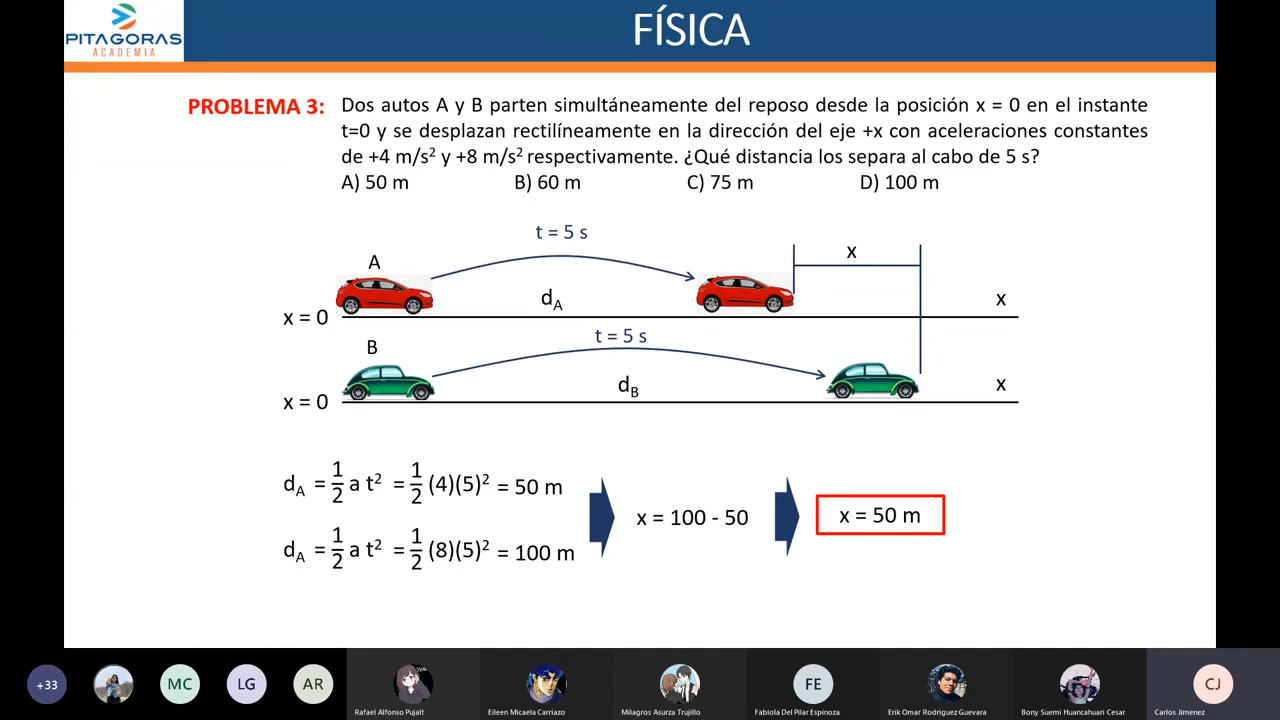 PITAGORAS
ACADEMIA
FÍSICA
PROBLEMA 3: Dos autos A y B parten simultáneamente del reposo desde la posición x = 0 en el instante
t=0 y se desplazan rectilíneamente en la dirección del eje +x con aceleraciones constantes
de +4 m/s² y +8 m/s² respectivamente. ¿Qué distancia los separa al cabo de 5 s?
A) 50 m B) 60 m C) 75 m D) 100 m
t = 5 s
x
A
d_A
x
x = 0
t = 5 s
B
d_B
x
x = 0
d_A = 1/2 a t² = 1/2 (4)(5)² = 50 m
x = 100 - 50
x = 50 m
d_A = 1/2 a t² = 1/2 (8)(5)² = 100 m
+33
MC
LG
AR
FE
CJ
Rafael Alfonso Pujalt
Eileen Micaela Carriazo
Milagros Asurza Trujillo
Fabiola Del Pilar Espinoza
Erik Omar Rodriguez Guevara
Bony Suemi Huancahuari Cesar
Carlos Jimenez